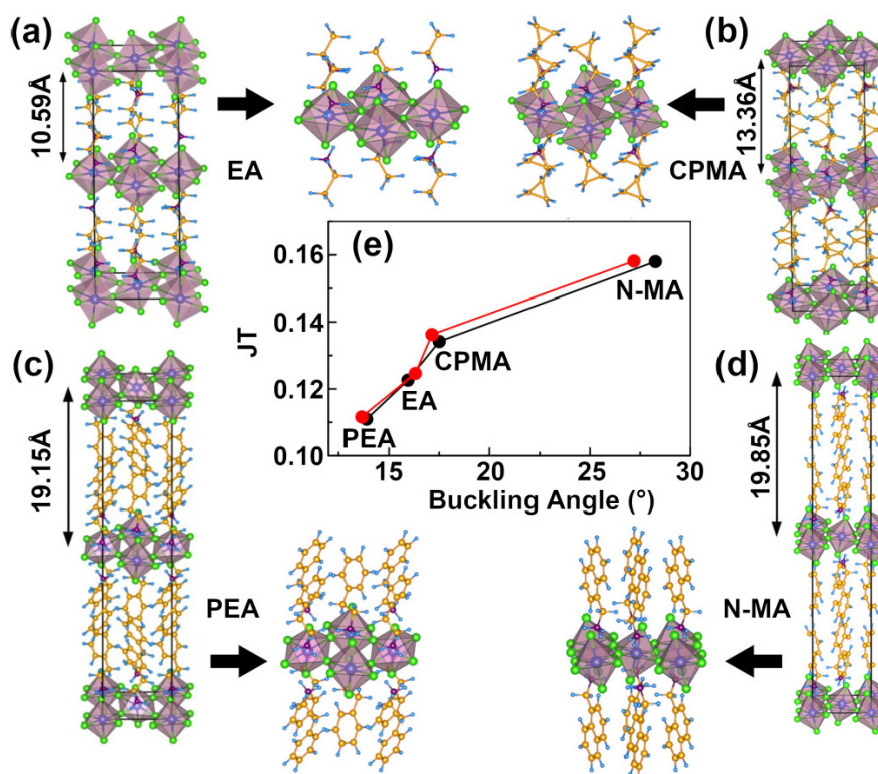 (a)
10.59Å
EA
(b)
13.36Å
CPMA
(e)
JT
0.16
0.14
0.12
0.10
N-MA
CPMA
EA
PEA
15
20
25
30
Buckling Angle (°)
(c)
19.15Å
PEA
(d)
19.85Å
N-MA